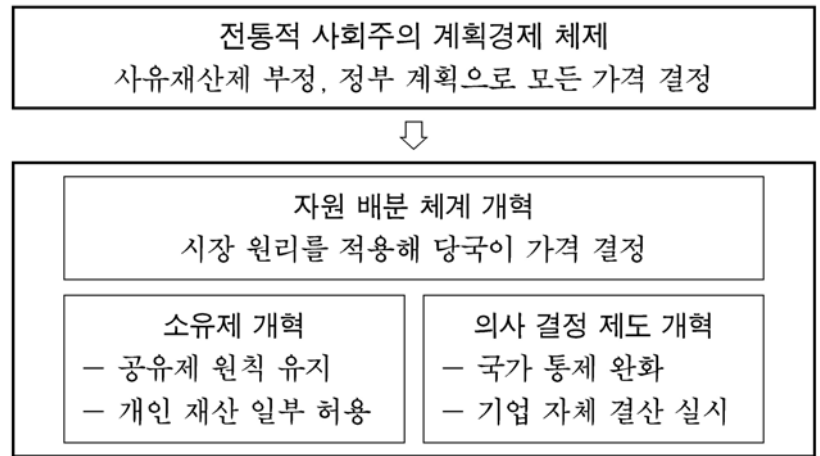 전통적 사회주의 계획경제 체제
사유재산제 부정, 정부 계획으로 모든 가격 결정
자원 배분 체계 개혁
시장 원리를 적용해 당국이 가격 결정
소유제 개혁
－ 공유제 원칙 유지
－ 개인 재산 일부 허용
의사 결정 제도 개혁
－ 국가 통제 완화
－ 기업 자체 결산 실시